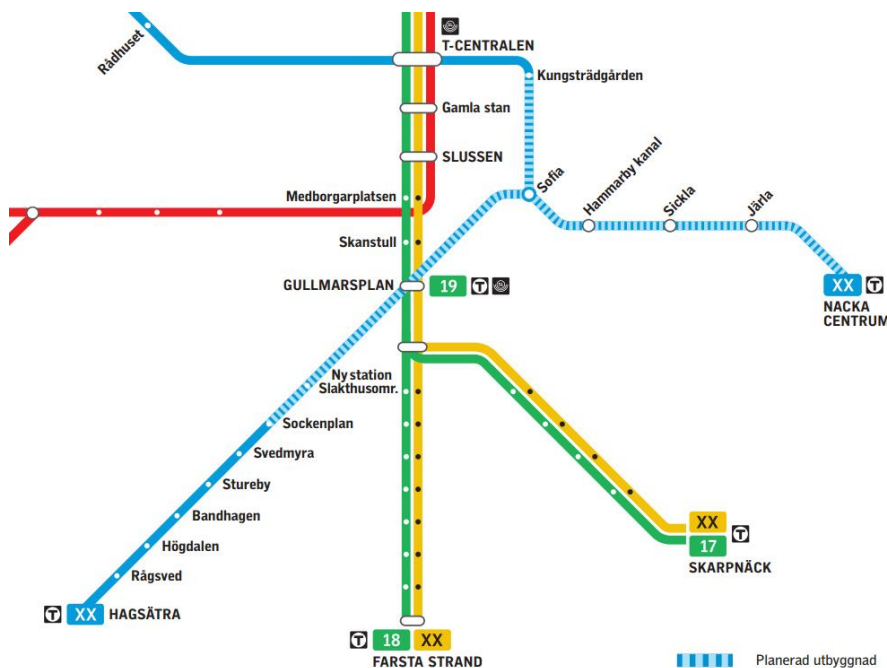 T-CENTRALEN
Rådhuset
Kungsträdgården
Gamla stan
SLUSSEN
Sofia
Hammarby kanal
Sickla
Järla
Medborgarplatsen
Skanstull
GULLMARSPLAN
19
T
XX
T
NACKA
CENTRUM
Ny station
Slakthusomr.
Sockenplan
Svedmyra
Stureby
Bandhagen
Högdalen
Rågsved
T
XX
HAGSÄTRA
XX
17
T
SKARPNÄCK
T
18
XX
FARSTA STRAND
Planerad utbyggnad